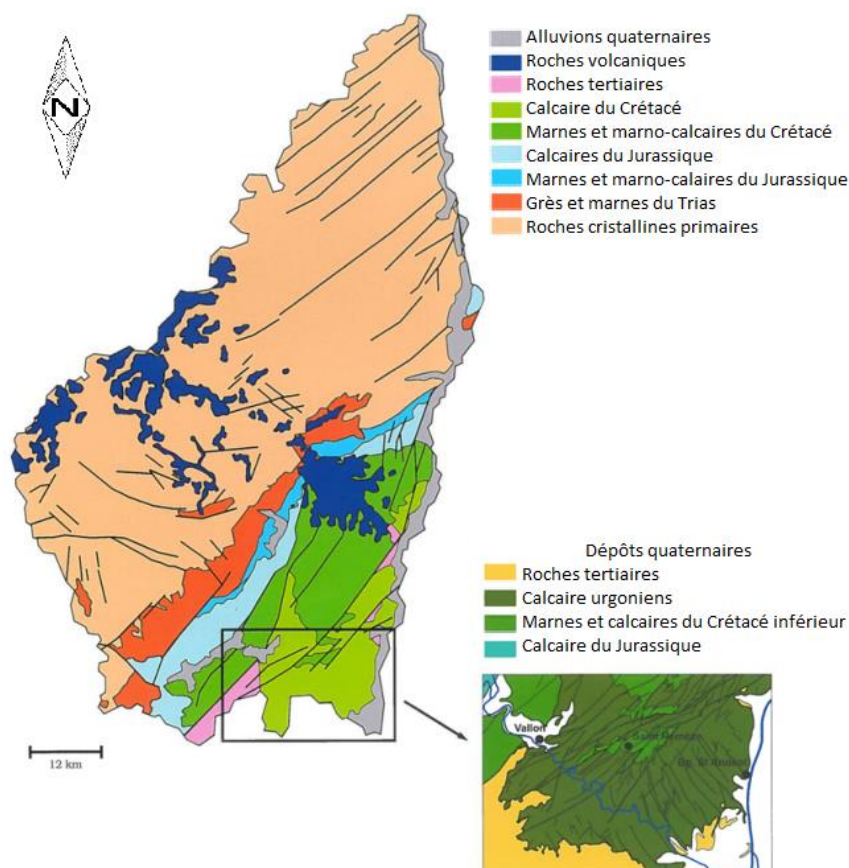 N
Alluvions quaternaires
Roches volcaniques
Roches tertiaires
Calcaire du Crétacé
Marnes et marno-calcaires du Crétacé
Calcaires du Jurassique
Marnes et marno-calaires du Jurassique
Grès et marnes du Trias
Roches cristallines primaires
12 km
Dépôts quaternaires
Roches tertiaires
Calcaire urgoniens
Marnes et calcaires du Crétacé inférieur
Calcaire du Jurassique
Vallon
Saint Remèze